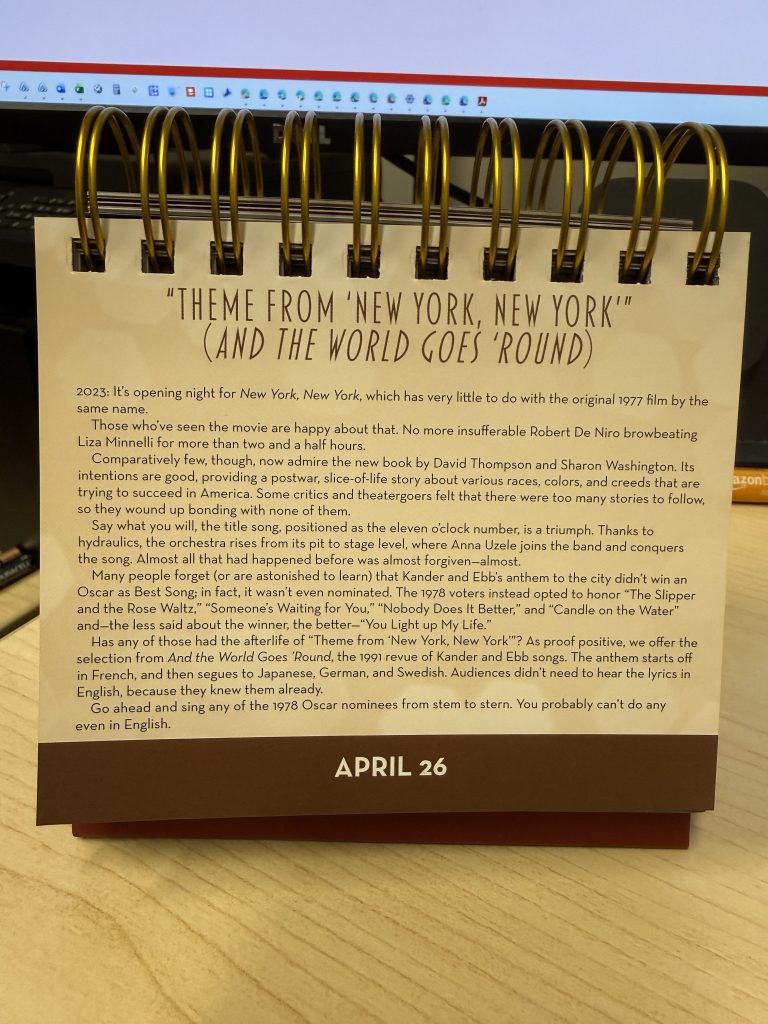 DELL
"THEME FROM 'NEW YORK, NEW YORK'"
(AND THE WORLD GOES 'ROUND)
2023: It's opening night for New York, New York, which has very little to do with the original 1977 film by the
same name.
Those who've seen the movie are happy about that. No more insufferable Robert De Niro browbeating
Liza Minnelli for more than two and a half hours.
Comparatively few, though, now admire the new book by David Thompson and Sharon Washington. Its
intentions are good, providing a postwar, slice-of-life story about various races, colors, and creeds that are
trying to succeed in America. Some critics and theatergoers felt that there were too many stories to follow,
so they wound up bonding with none of them.
Say what you will, the title song, positioned as the eleven o'clock number, is a triumph. Thanks to
hydraulics, the orchestra rises from its pit to stage level, where Anna Uzele joins the band and conquers
the song. Almost all that had happened before was almost forgiven—almost.
Many people forget (or are astonished to learn) that Kander and Ebb's anthem to the city didn't win an
Oscar as Best Song; in fact, it wasn't even nominated. The 1978 voters instead opted to honor "The Slipper
and the Rose Waltz," "Someone's Waiting for You," "Nobody Does It Better," and "Candle on the Water"
and—the less said about the winner, the better—"You Light up My Life."
Has any of those had the afterlife of "Theme from 'New York, New York'"? As proof positive, we offer the
selection from And the World Goes 'Round, the 1991 revue of Kander and Ebb songs. The anthem starts off
in French, and then segues to Japanese, German, and Swedish. Audiences didn't need to hear the lyrics in
English, because they knew them already.
Go ahead and sing any of the 1978 Oscar nominees from stem to stern. You probably can't do any
even in English.
APRIL 26